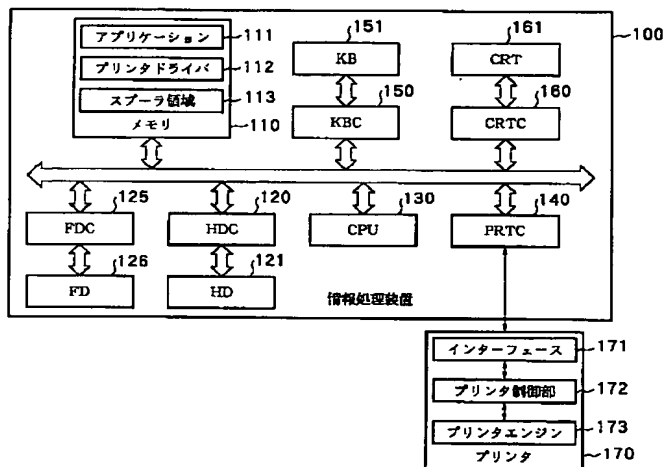 アプリケーション 111
プリンタドライバ 112
スプーラ領域 113
メモリ 110
151
KB
150
KBC
161
CRT
160
CRTC
100
125
FDC
120
HDC
130
CPU
140
PRTC
126
FD
121
HD
情報処理装置
インターフェース 171
プリンタ制御部 172
プリンタエンジン 173
プリンタ 170